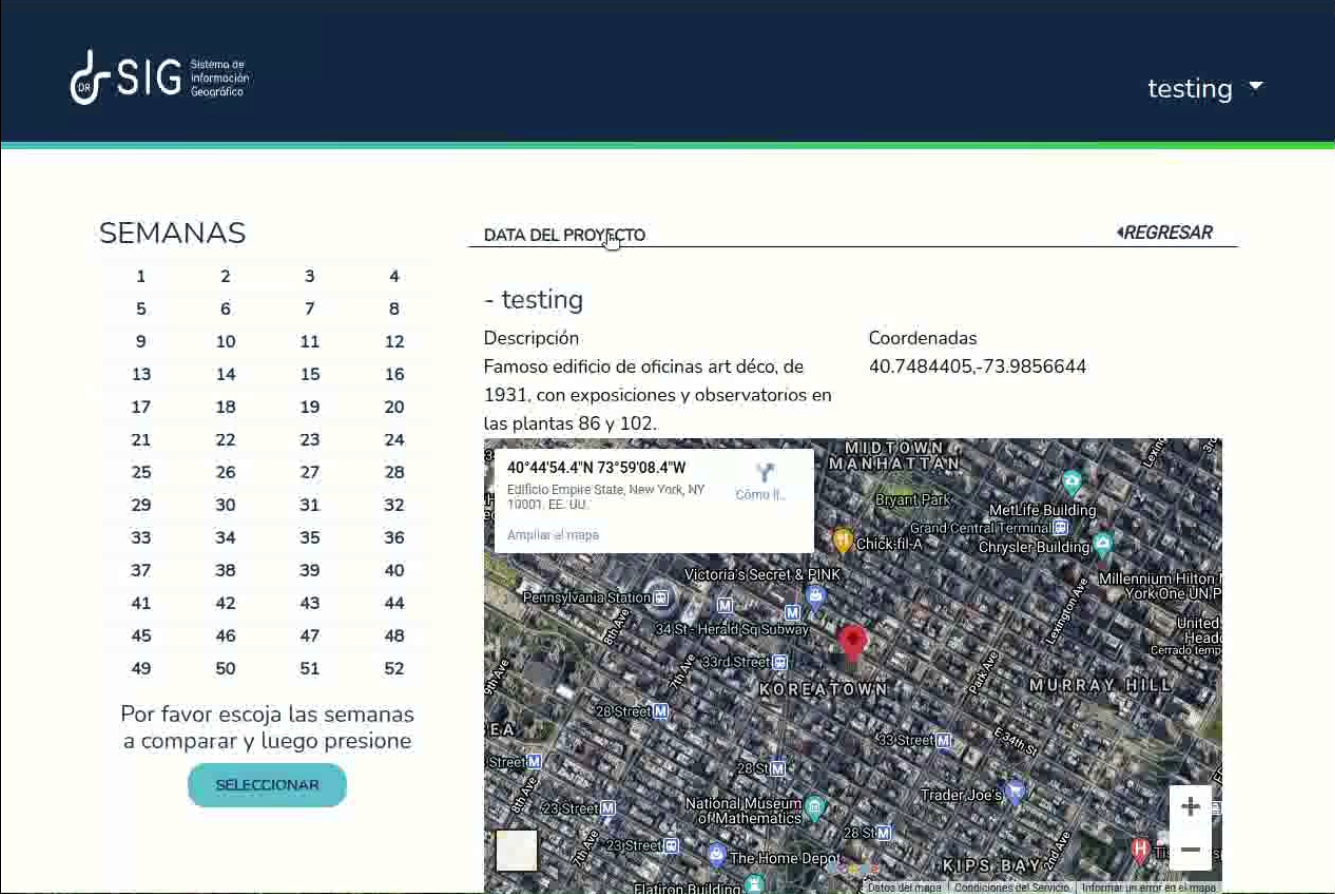 DR SIG Sistema de
Información
Geográfico
testing
SEMANAS
1 2 3 4
5 6 7 8
9 10 11 12
13 14 15 16
17 18 19 20
21 22 23 24
25 26 27 28
29 30 31 32
33 34 35 36
37 38 39 40
41 42 43 44
45 46 47 48
49 50 51 52
Por favor escoja las semanas
a comparar y luego presione
SELECCIONAR
DATA DEL PROYECTO
REGRESAR
- testing
Descripción
Famoso edificio de oficinas art déco, de
1931, con exposiciones y observatorios en
las plantas 86 y 102.
Coordenadas
40.7484405,-73.9856644
40°44'54.4"N 73°59'08.4"W
Edificio Empire State, New York, NY
10001, EE. UU.
Cómo ll...
Ampliar el mapa
MIDTOWN
MANHATTAN
Bryant Park
MetLife Building
Grand Central Terminal
Chrysler Building
Chick-fil-A
Victoria's Secret & PINK
Millennium Hilton
York One UN P
Pennsylvania Station
8th Ave
34 St - Herald Sq Subway
Lexington Ave
United
Head
Cerrado temp
33rd Street
7th Ave
9th Ave
Park Ave
KOREATOWN
MURRAY HILL
28 Street
EA
33 Street
E 34th St
Street
28 St
8th Ave
Trader Joe's
23 Street
National Museum
of Mathematics
28 St
23 Street
7th Ave
The Home Depot
2nd Ave
KIPS BAY
Flatiron Building
Datos del mapa
Condiciones del Servicio
Informar un error en el mapa